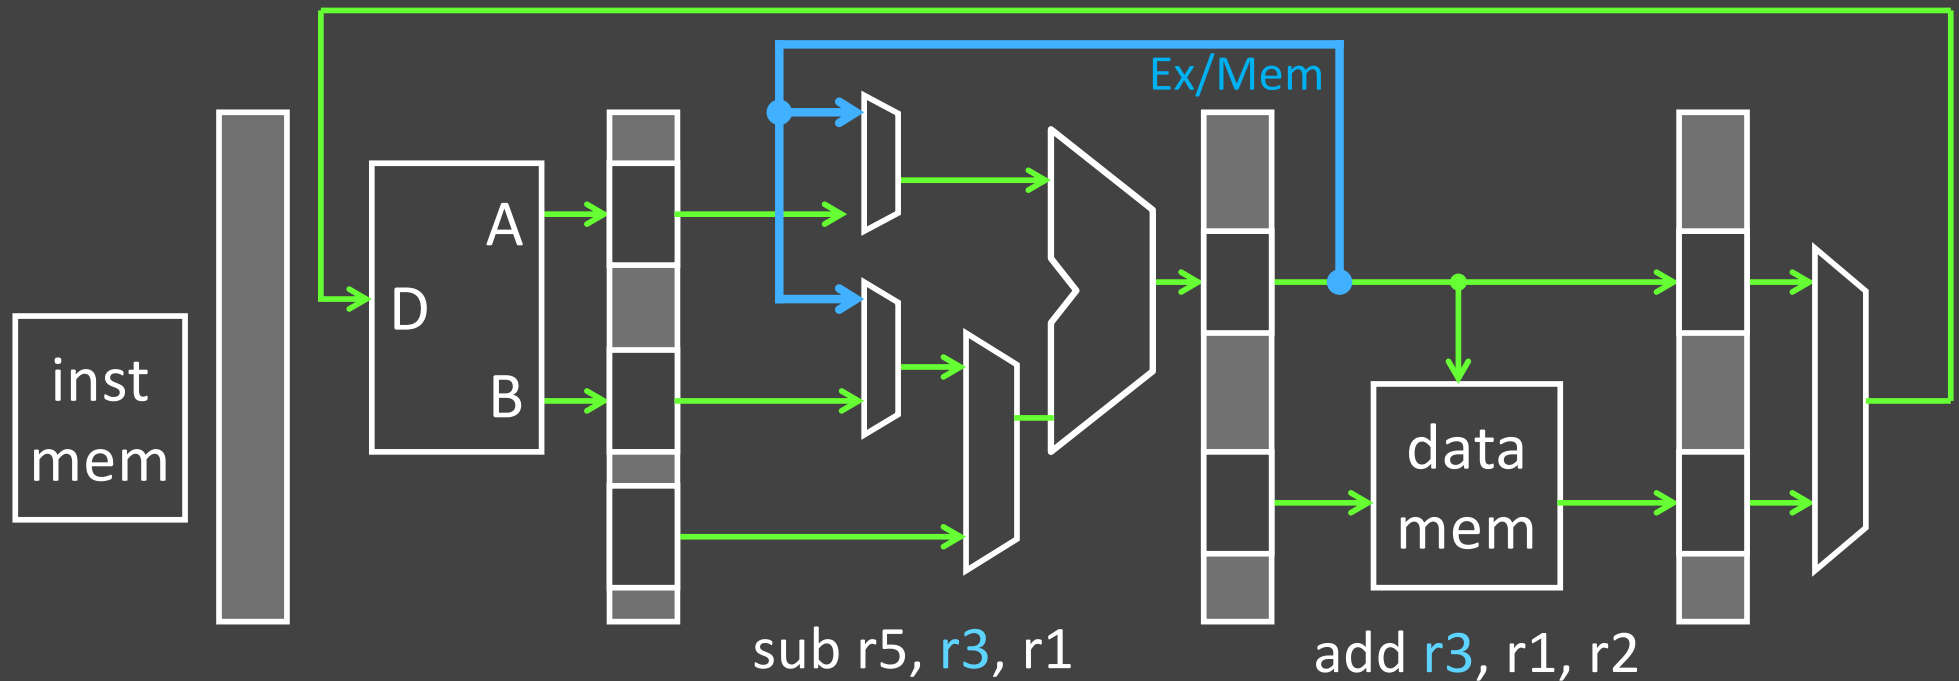 Ex/Mem
A
D
B
inst
mem
data
mem
sub r5, r3, r1
add r3, r1, r2